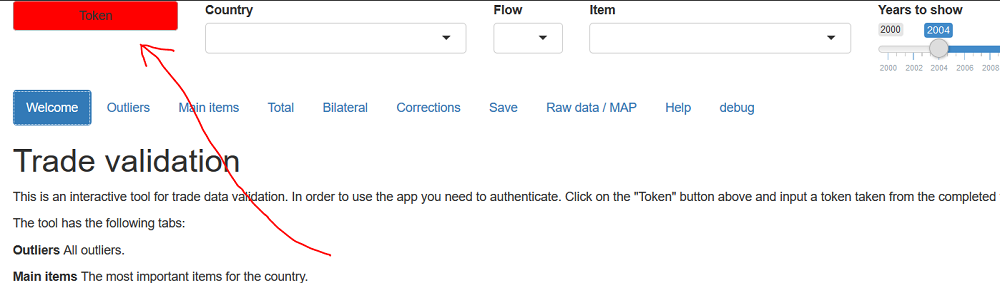 Token Country Flow Item Years to show
2000 2004
2000 2002 2004 2006 2008
Welcome Outliers Main items Total Bilateral Corrections Save Raw data / MAP Help debug
Trade validation
This is an interactive tool for trade data validation. In order to use the app you need to authenticate. Click on the "Token" button above and input a token taken from the completed
The tool has the following tabs:
Outliers All outliers.
Main items The most important items for the country.